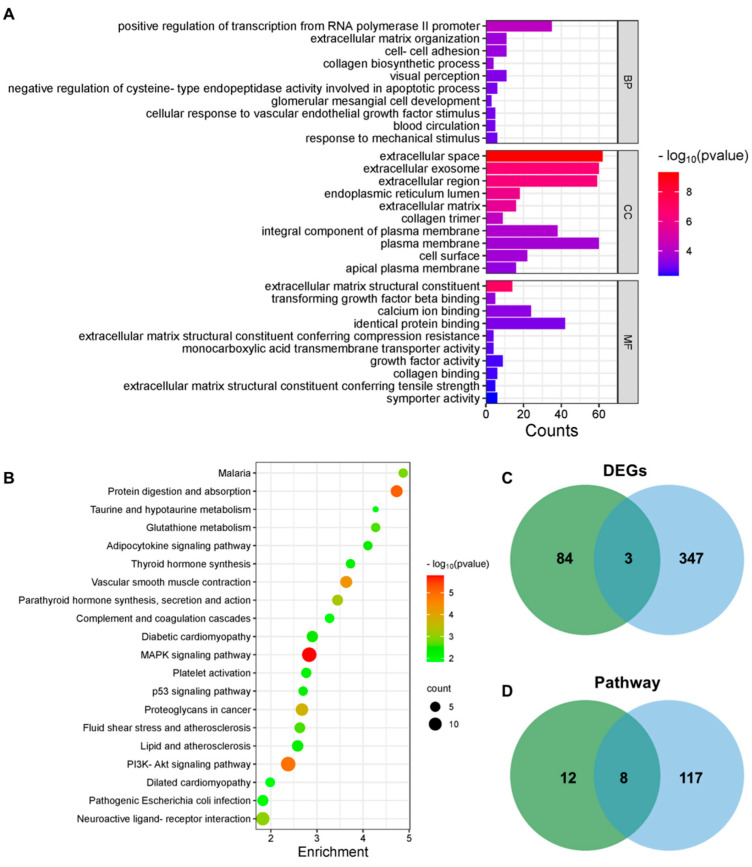 A
positive regulation of transcription from RNA polymerase II promoter
extracellular matrix organization
cell- cell adhesion
collagen biosynthetic process
visual perception
negative regulation of cysteine- type endopeptidase activity involved in apoptotic process
glomerular mesangial cell development
cellular response to vascular endothelial growth factor stimulus
blood circulation
response to mechanical stimulus
BP
extracellular space
extracellular exosome
extracellular region
endoplasmic reticulum lumen
extracellular matrix
collagen trimer
integral component of plasma membrane
plasma membrane
cell surface
apical plasma membrane
CC
extracellular matrix structural constituent
transforming growth factor beta binding
calcium ion binding
identical protein binding
extracellular matrix structural constituent conferring compression resistance
monocarboxylic acid transmembrane transporter activity
growth factor activity
collagen binding
extracellular matrix structural constituent conferring tensile strength
symporter activity
MF
0 20 40 60
Counts
- log10(pvalue)
8
6
4
B
Malaria
Protein digestion and absorption
Taurine and hypotaurine metabolism
Glutathione metabolism
Adipocytokine signaling pathway
Thyroid hormone synthesis
Vascular smooth muscle contraction
Parathyroid hormone synthesis, secretion and action
Complement and coagulation cascades
Diabetic cardiomyopathy
MAPK signaling pathway
Platelet activation
p53 signaling pathway
Proteoglycans in cancer
Fluid shear stress and atherosclerosis
Lipid and atherosclerosis
PI3K- Akt signaling pathway
Dilated cardiomyopathy
Pathogenic Escherichia coli infection
Neuroactive ligand- receptor interaction
2 3 4 5
Enrichment
- log10(pvalue)
5
4
3
2
count
5
10
C
DEGs
84 3 347
D
Pathway
12 8 117